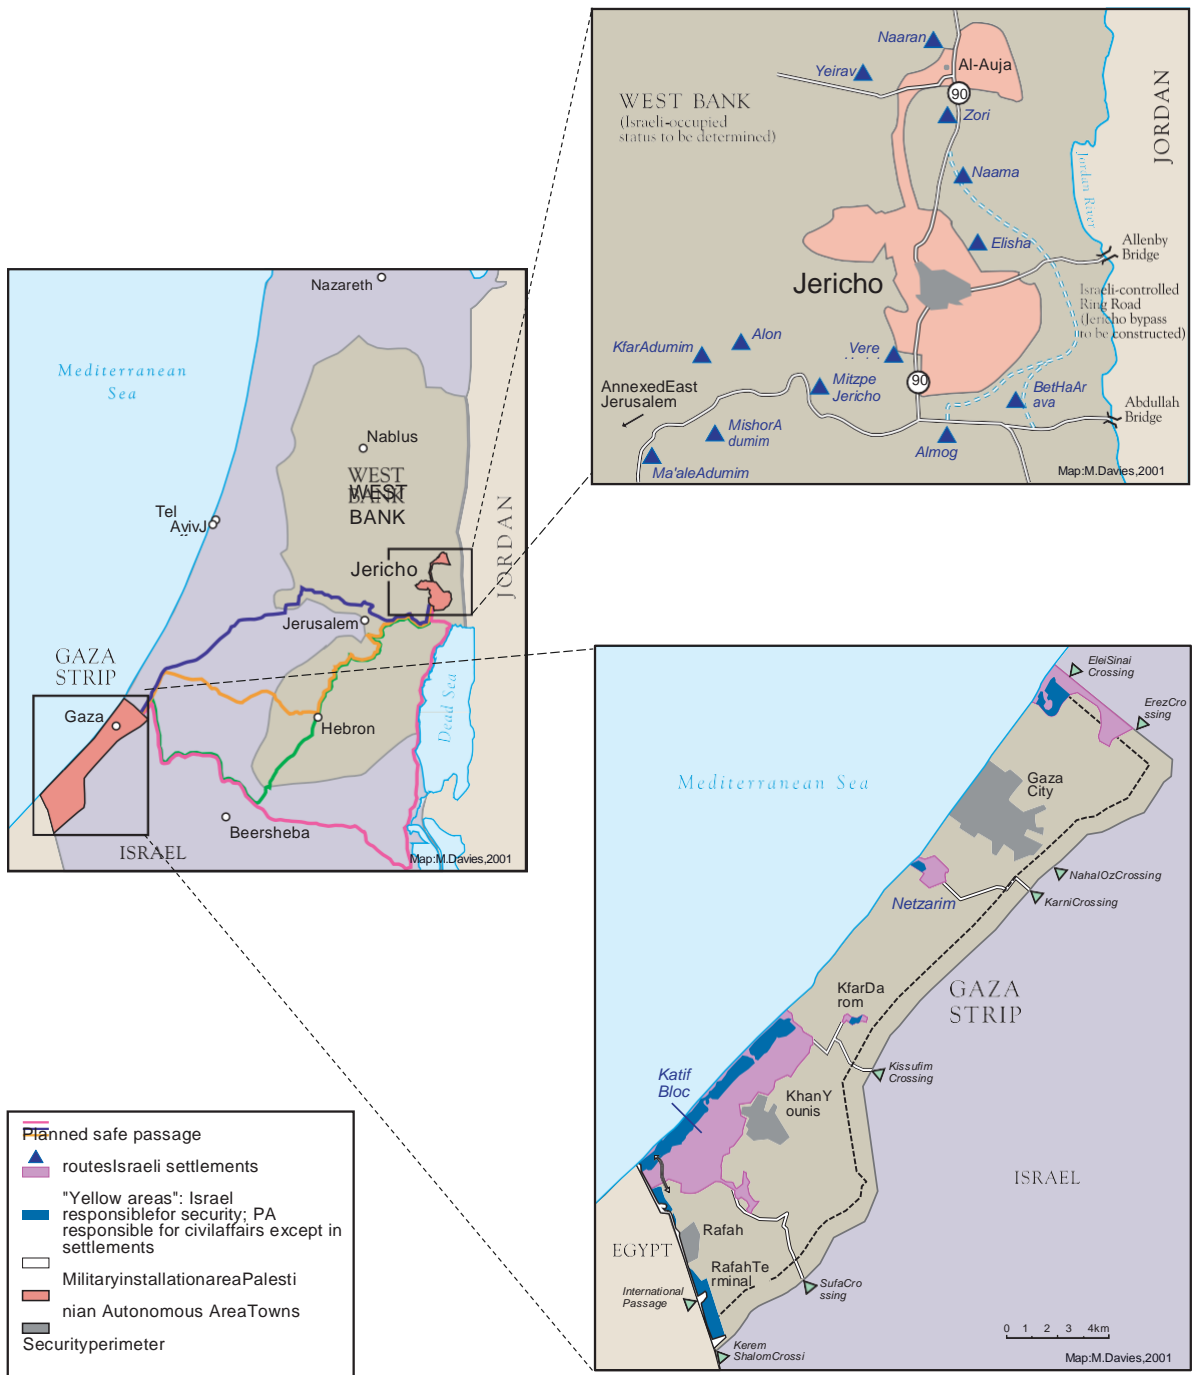 Naaran
Yeirav
Al-Auja
90
WEST BANK
(Israeli-occupied
status to be determined)
Zori
Naama
JORDAN
Jordan River
Elisha
Allenby
Bridge
Jericho
Israeli-controlled
Ring Road
(Jericho bypass
to be constructed)
Alon
KfarAdumim
Vere
90
AnnexedEast
Jerusalem
Mitzpe
Jericho
BetHaAr
ava
Abdullah
Bridge
MishorA
dumim
Almog
Ma'aleAdumim
Map:M.Davies,2001
Nazareth
Mediterranean
Sea
Nablus
WEST
BANK
WEST
BANK
Tel
AvivJ
JORDAN
Jericho
Jerusalem
GAZA
STRIP
Gaza
Hebron
Dead Sea
Beersheba
ISRAEL
Map:M.Davies,2001
EleiSinai
Crossing
ErezCro
ssing
Mediterranean Sea
Gaza
City
NahalOzCrossing
KarniCrossing
Netzarim
KfarDa
rom
GAZA
STRIP
Kissufim
Crossing
Katif
Bloc
KhanY
ounis
ISRAEL
Rafah
EGYPT
RafahTe
rminal
International
Passage
SufaCro
ssing
Kerem
ShalomCrossi
0 1 2 3 4km
Map:M.Davies,2001
Planned safe passage
routesIsraeli settlements
"Yellow areas": Israel
responsiblefor security; PA
responsible for civilaffairs except in
settlements
MilitaryinstallationareaPalesti
nian Autonomous AreaTowns
Securityperimeter